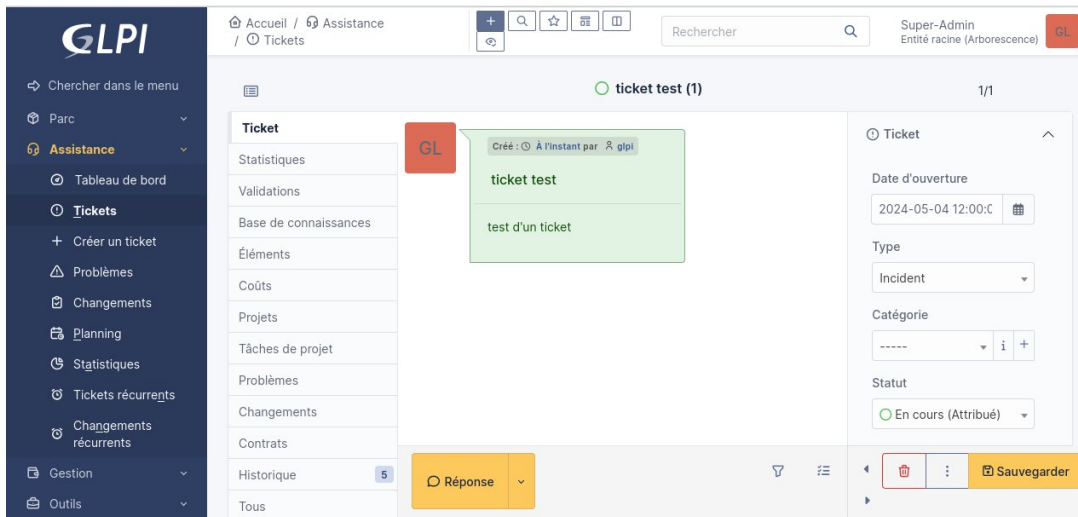 GLPI
Chercher dans le menu
Parc
Assistance
Tableau de bord
Tickets
Créer un ticket
Problèmes
Changements
Planning
Statistiques
Tickets récurrents
Changements
récurrents
Gestion
Outils
Accueil / Assistance
/ Tickets
Rechercher
Super-Admin
Entité racine (Arborescence)
GL
ticket test (1)
1/1
Ticket
Statistiques
Validations
Base de connaissances
Éléments
Coûts
Projets
Tâches de projet
Problèmes
Changements
Contrats
Historique 5
Tous
GL
Créé : À l'instant par glpi
ticket test
test d'un ticket
Réponse
Ticket
Date d'ouverture
2024-05-04 12:00:0
Type
Incident
Catégorie
-----
i +
Statut
En cours (Attribué)
Sauvegarder